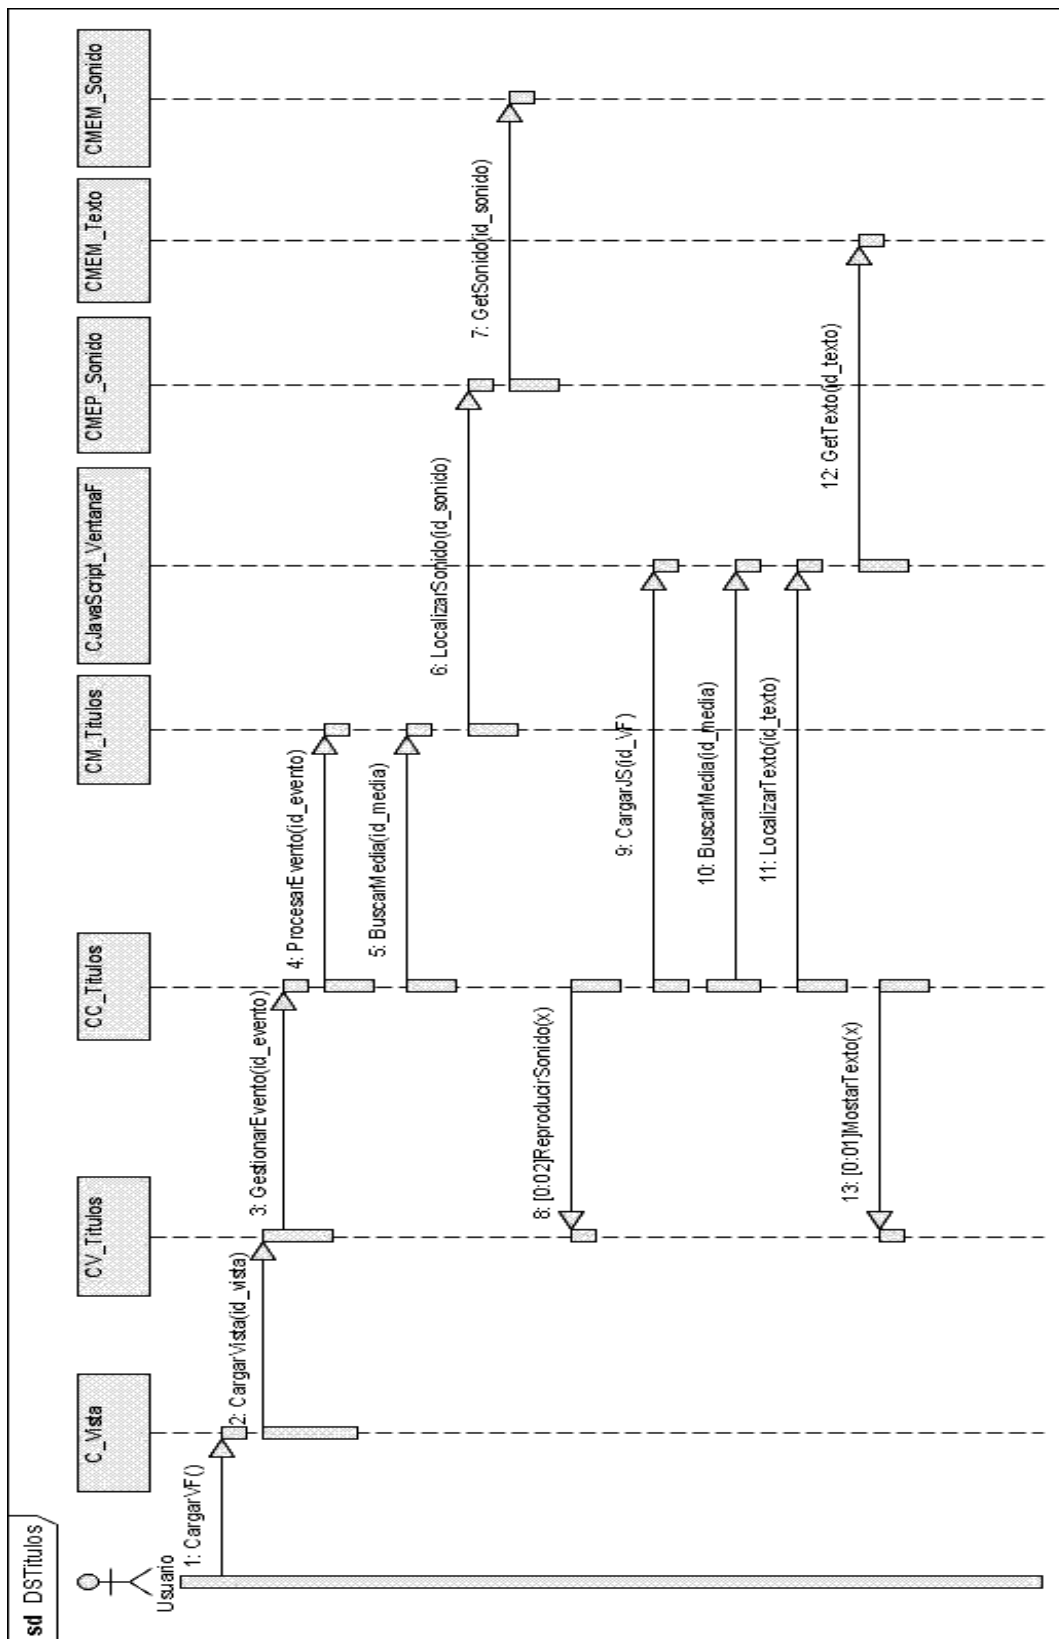 sd DSTitulos
Usuario
C_Vista
CV_Titulos
CC_Titulos
CM_Titulos
CJavaScript_VentanaF
CMEP_Sonido
CMEM_Texto
CMEM_Sonido
1: CargarVF()
2: CargarVista(id_vista)
3: GestionarEvento(id_evento)
4: ProcesarEvento(id_evento)
5: BuscarMedia(id_media)
6: LocalizarSonido(id_sonido)
7: GetSonido(id_sonido)
8: [0:02]ReproducirSonido(x)
9: CargarJS(id_VF)
10: BuscarMedia(id_media)
11: LocalizarTexto(id_texto)
12: GetTexto(id_texto)
13: [0:01]MostarTexto(x)